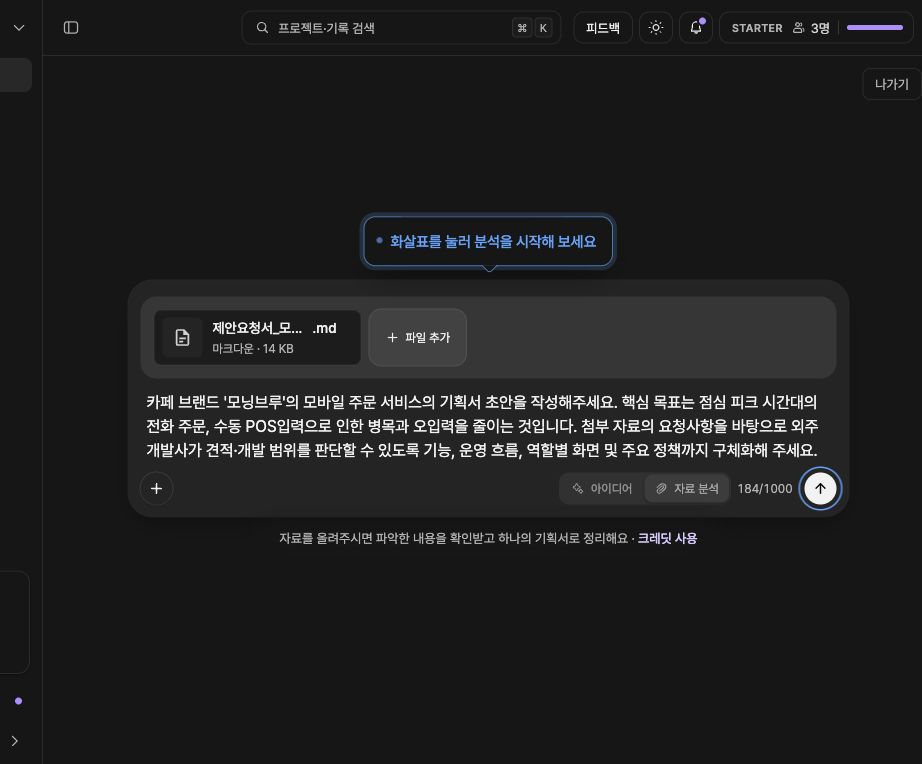 프로젝트·기록 검색
⌘ K
피드백
STARTER 3명
나가기
화살표를 눌러 분석을 시작해 보세요
제안요청서_모... .md
마크다운 · 14 KB
+ 파일 추가
카페 브랜드 '모닝브루'의 모바일 주문 서비스의 기획서 초안을 작성해주세요. 핵심 목표는 점심 피크 시간대의
전화 주문, 수동 POS입력으로 인한 병목과 오입력을 줄이는 것입니다. 첨부 자료의 요청사항을 바탕으로 외주
개발사가 견적·개발 범위를 판단할 수 있도록 기능, 운영 흐름, 역할별 화면 및 주요 정책까지 구체화해 주세요.
아이디어
자료 분석
184/1000
자료를 올려주시면 파악한 내용을 확인받고 하나의 기획서로 정리해요 · 크레딧 사용